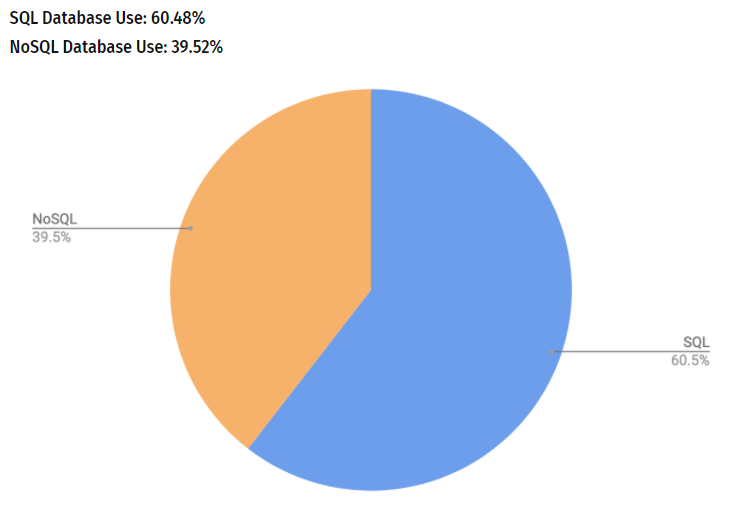 SQL Database Use: 60.48%
NoSQL Database Use: 39.52%
NoSQL
39.5%
SQL
60.5%